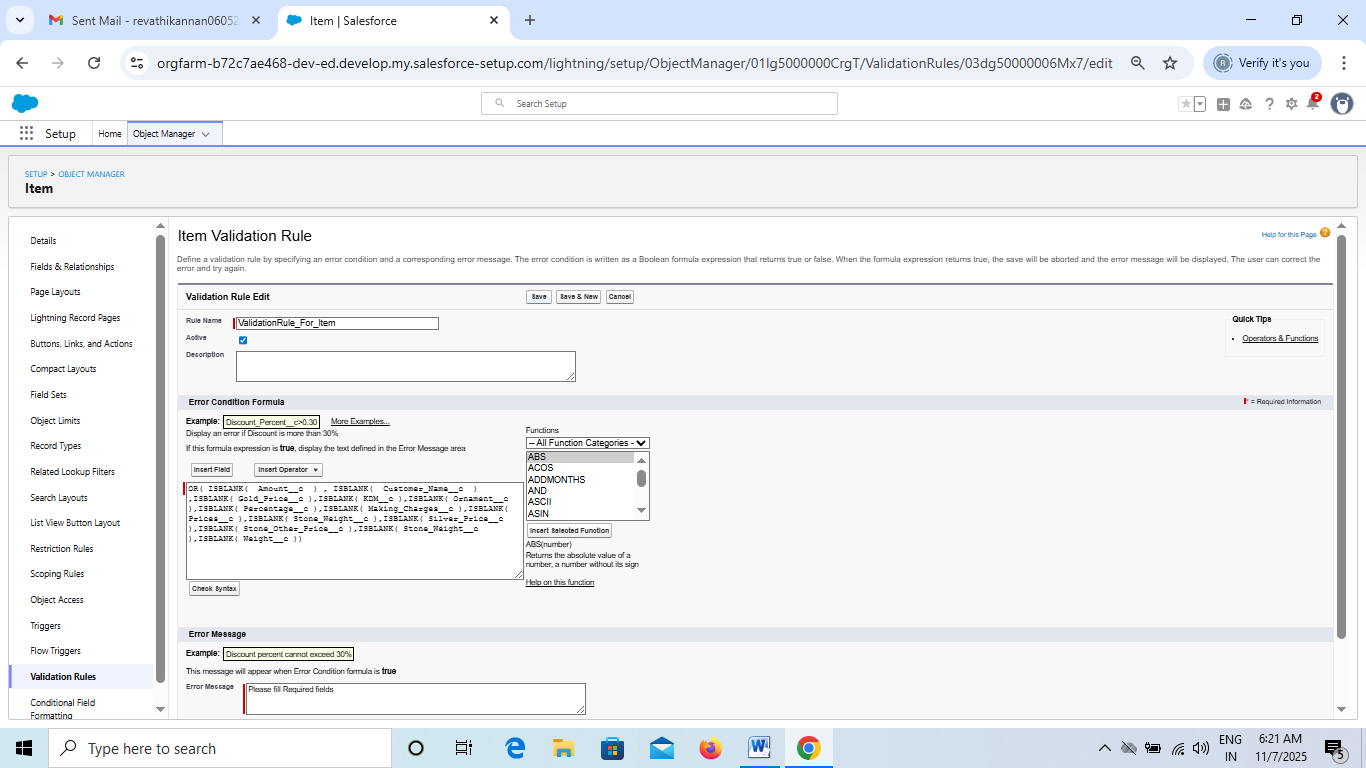 Sent Mail - revathikannan06052
Item | Salesforce
orgfarm-b72c7ae468-dev-ed.develop.my.salesforce-setup.com/lightning/setup/ObjectManager/01Ig5000000CrgT/ValidationRules/03dg50000006Mx7/edit
R
Verify it's you
Search Setup
2
Setup
Home
Object Manager
SETUP > OBJECT MANAGER
Item
Details
Fields & Relationships
Page Layouts
Lightning Record Pages
Buttons, Links, and Actions
Compact Layouts
Field Sets
Object Limits
Record Types
Related Lookup Filters
Search Layouts
List View Button Layout
Restriction Rules
Scoping Rules
Object Access
Triggers
Flow Triggers
Validation Rules
Conditional Field
Formatting
Item Validation Rule
Help for this Page
Define a validation rule by specifying an error condition and a corresponding error message. The error condition is written as a Boolean formula expression that returns true or false. When the formula expression returns true, the save will be aborted and the error message will be displayed. The user can correct the
error and try again.
Validation Rule Edit
Save
Save & New
Cancel
Rule Name
ValidationRule_For_Item
Active
Description
Quick Tips
• Operators & Functions
Error Condition Formula
= Required Information
Example: Discount_Percent__c>0.30 More Examples...
Display an error if Discount is more than 30%
If this formula expression is true, display the text defined in the Error Message area
Insert Field
Insert Operator
OR( ISBLANK( Amount__c ) , ISBLANK( Customer_Name__c )
,ISBLANK( Gold_Price__c ),ISBLANK( KDM__c ),ISBLANK( Ornament__c
),ISBLANK( Percentage__c ),ISBLANK( Making_Charges__c ),ISBLANK(
Prices__c ),ISBLANK( Stone_Weight__c ),ISBLANK( Silver_Price__c
),ISBLANK( Stone_Other_Price__c ),ISBLANK( Stone_Weight__c
),ISBLANK( Weight__c ))
Check Syntax
Functions
-- All Function Categories -
ABS
ACOS
ADDMONTHS
AND
ASCII
ASIN
Insert Selected Function
ABS(number)
Returns the absolute value of a
number, a number without its sign
Help on this function
Error Message
Example: Discount percent cannot exceed 30%
This message will appear when Error Condition formula is true
Error Message
Please fill Required fields
Type here to search
ENG
IN
6:21 AM
11/7/2025
5